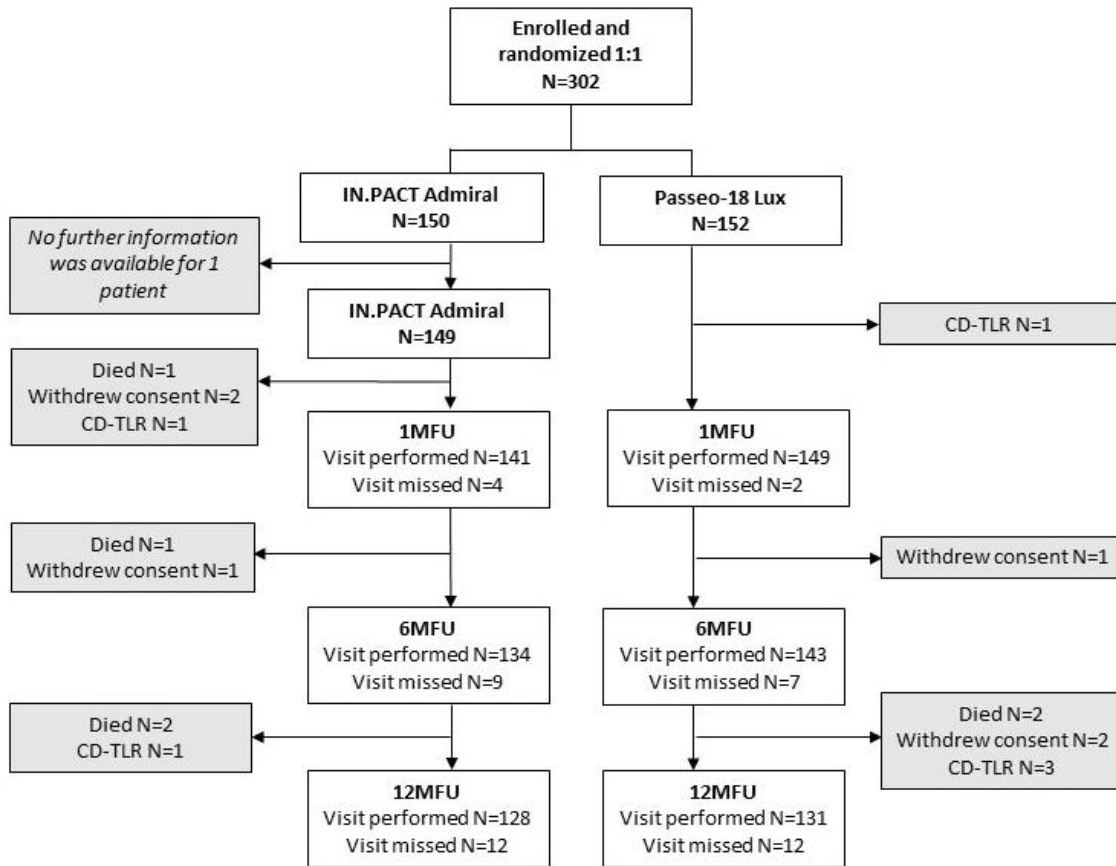 Enrolled and
randomized 1:1
N=302
IN.PACT Admiral
N=150
Passeo-18 Lux
N=152
No further information
was available for 1
patient
IN.PACT Admiral
N=149
CD-TLR N=1
Died N=1
Withdrew consent N=2
CD-TLR N=1
1MFU
Visit performed N=141
Visit missed N=4
1MFU
Visit performed N=149
Visit missed N=2
Died N=1
Withdrew consent N=1
Withdrew consent N=1
6MFU
Visit performed N=134
Visit missed N=9
6MFU
Visit performed N=143
Visit missed N=7
Died N=2
CD-TLR N=1
Died N=2
Withdrew consent N=2
CD-TLR N=3
12MFU
Visit performed N=128
Visit missed N=12
12MFU
Visit performed N=131
Visit missed N=12